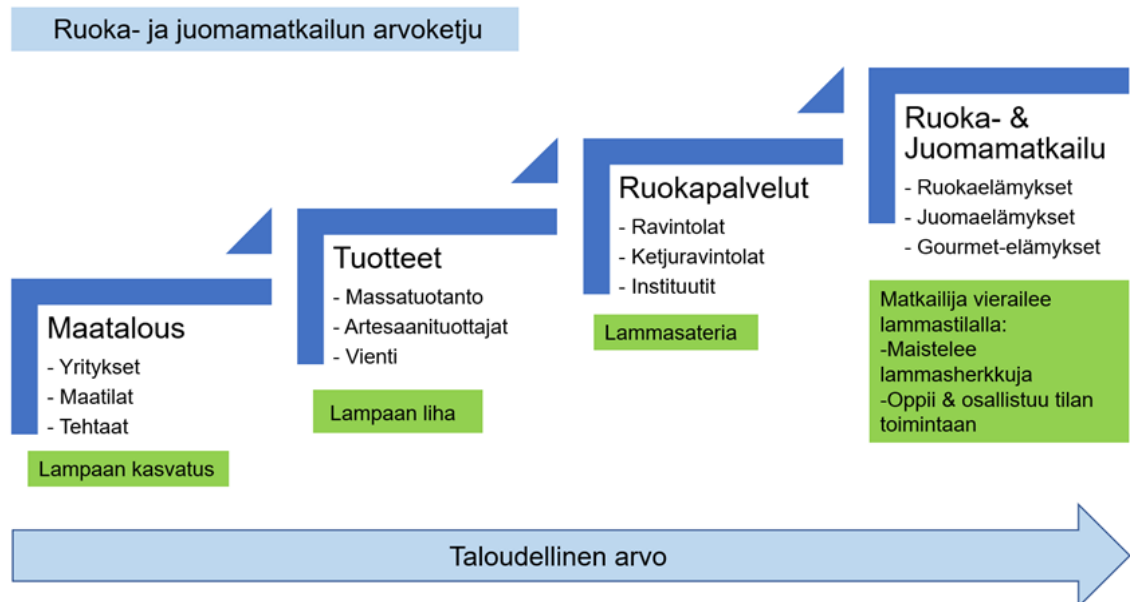 Ruoka- ja juomamatkailun arvoketju
Maatalous
- Yritykset
- Maatilat
- Tehtaat
Lampaan kasvatus
Tuotteet
- Massatuotanto
- Artesaanituottajat
- Vienti
Lampaan liha
Ruokapalvelut
- Ravintolat
- Ketjuravintolat
- Instituutit
Lammasateria
Ruoka- &
Juomamatkailu
- Ruokaelämykset
- Juomaelämykset
- Gourmet-elämykset
Matkailija vierailee
lammastilalla:
-Maistelee
lammasherkkuja
-Oppii & osallistuu tilan
toimintaan
Taloudellinen arvo